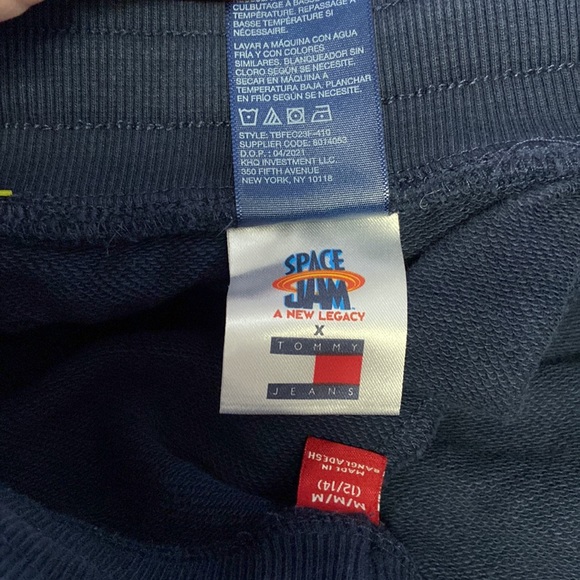 CULBUTAGE À BASSE
TEMPÉRATURE. REPASSAGE À
BASSE TEMPÉRATURE SI
NÉCESSAIRE.
LAVAR A MÁQUINA CON AGUA
FRÍA Y CON COLORES
SIMILARES. BLANQUEADOR SIN
CLORO SEGÚN SE NECESITE.
SECAR EN MÁQUINA A
TEMPERATURA BAJA. PLANCHAR
EN FRÍO SEGÚN SE NECESITE.
STYLE: TBFE023F-410
SUPPLIER CODE: 8014053
D.O.P.: 04/2021
KHQ INVESTMENT LLC.
350 FIFTH AVENUE
NEW YORK, NY 10118
SPACE
JAM
A NEW LEGACY
X
TOMMY
JEANS
M/M/M
(12/14)
MADE IN
BANGLADESH